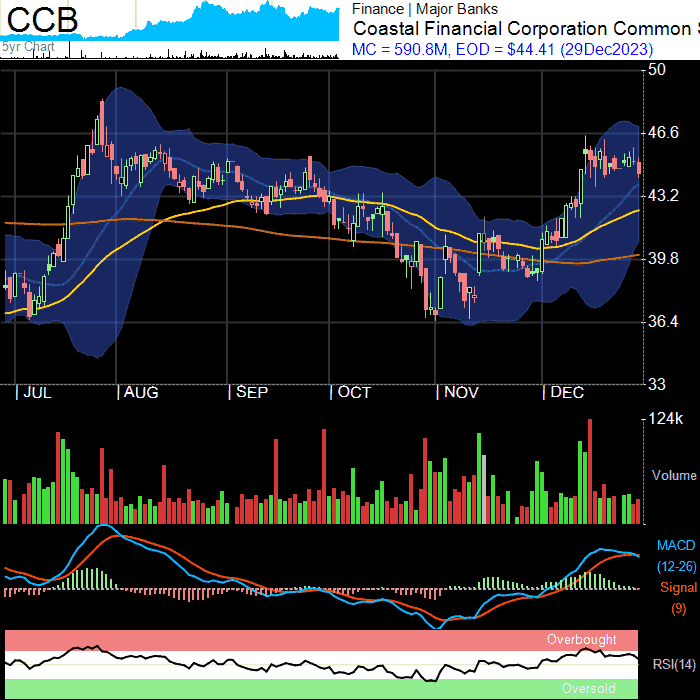 CCB
5yr Chart
Finance | Major Banks
Coastal Financial Corporation Common S
MC = 590.8M, EOD = $44.41 (29Dec2023)
50
46.6
43.2
39.8
36.4
33
JUL AUG SEP OCT NOV DEC
124k
Volume
MACD
(12-26)
Signal
(9)
Overbought
RSI(14)
Oversold